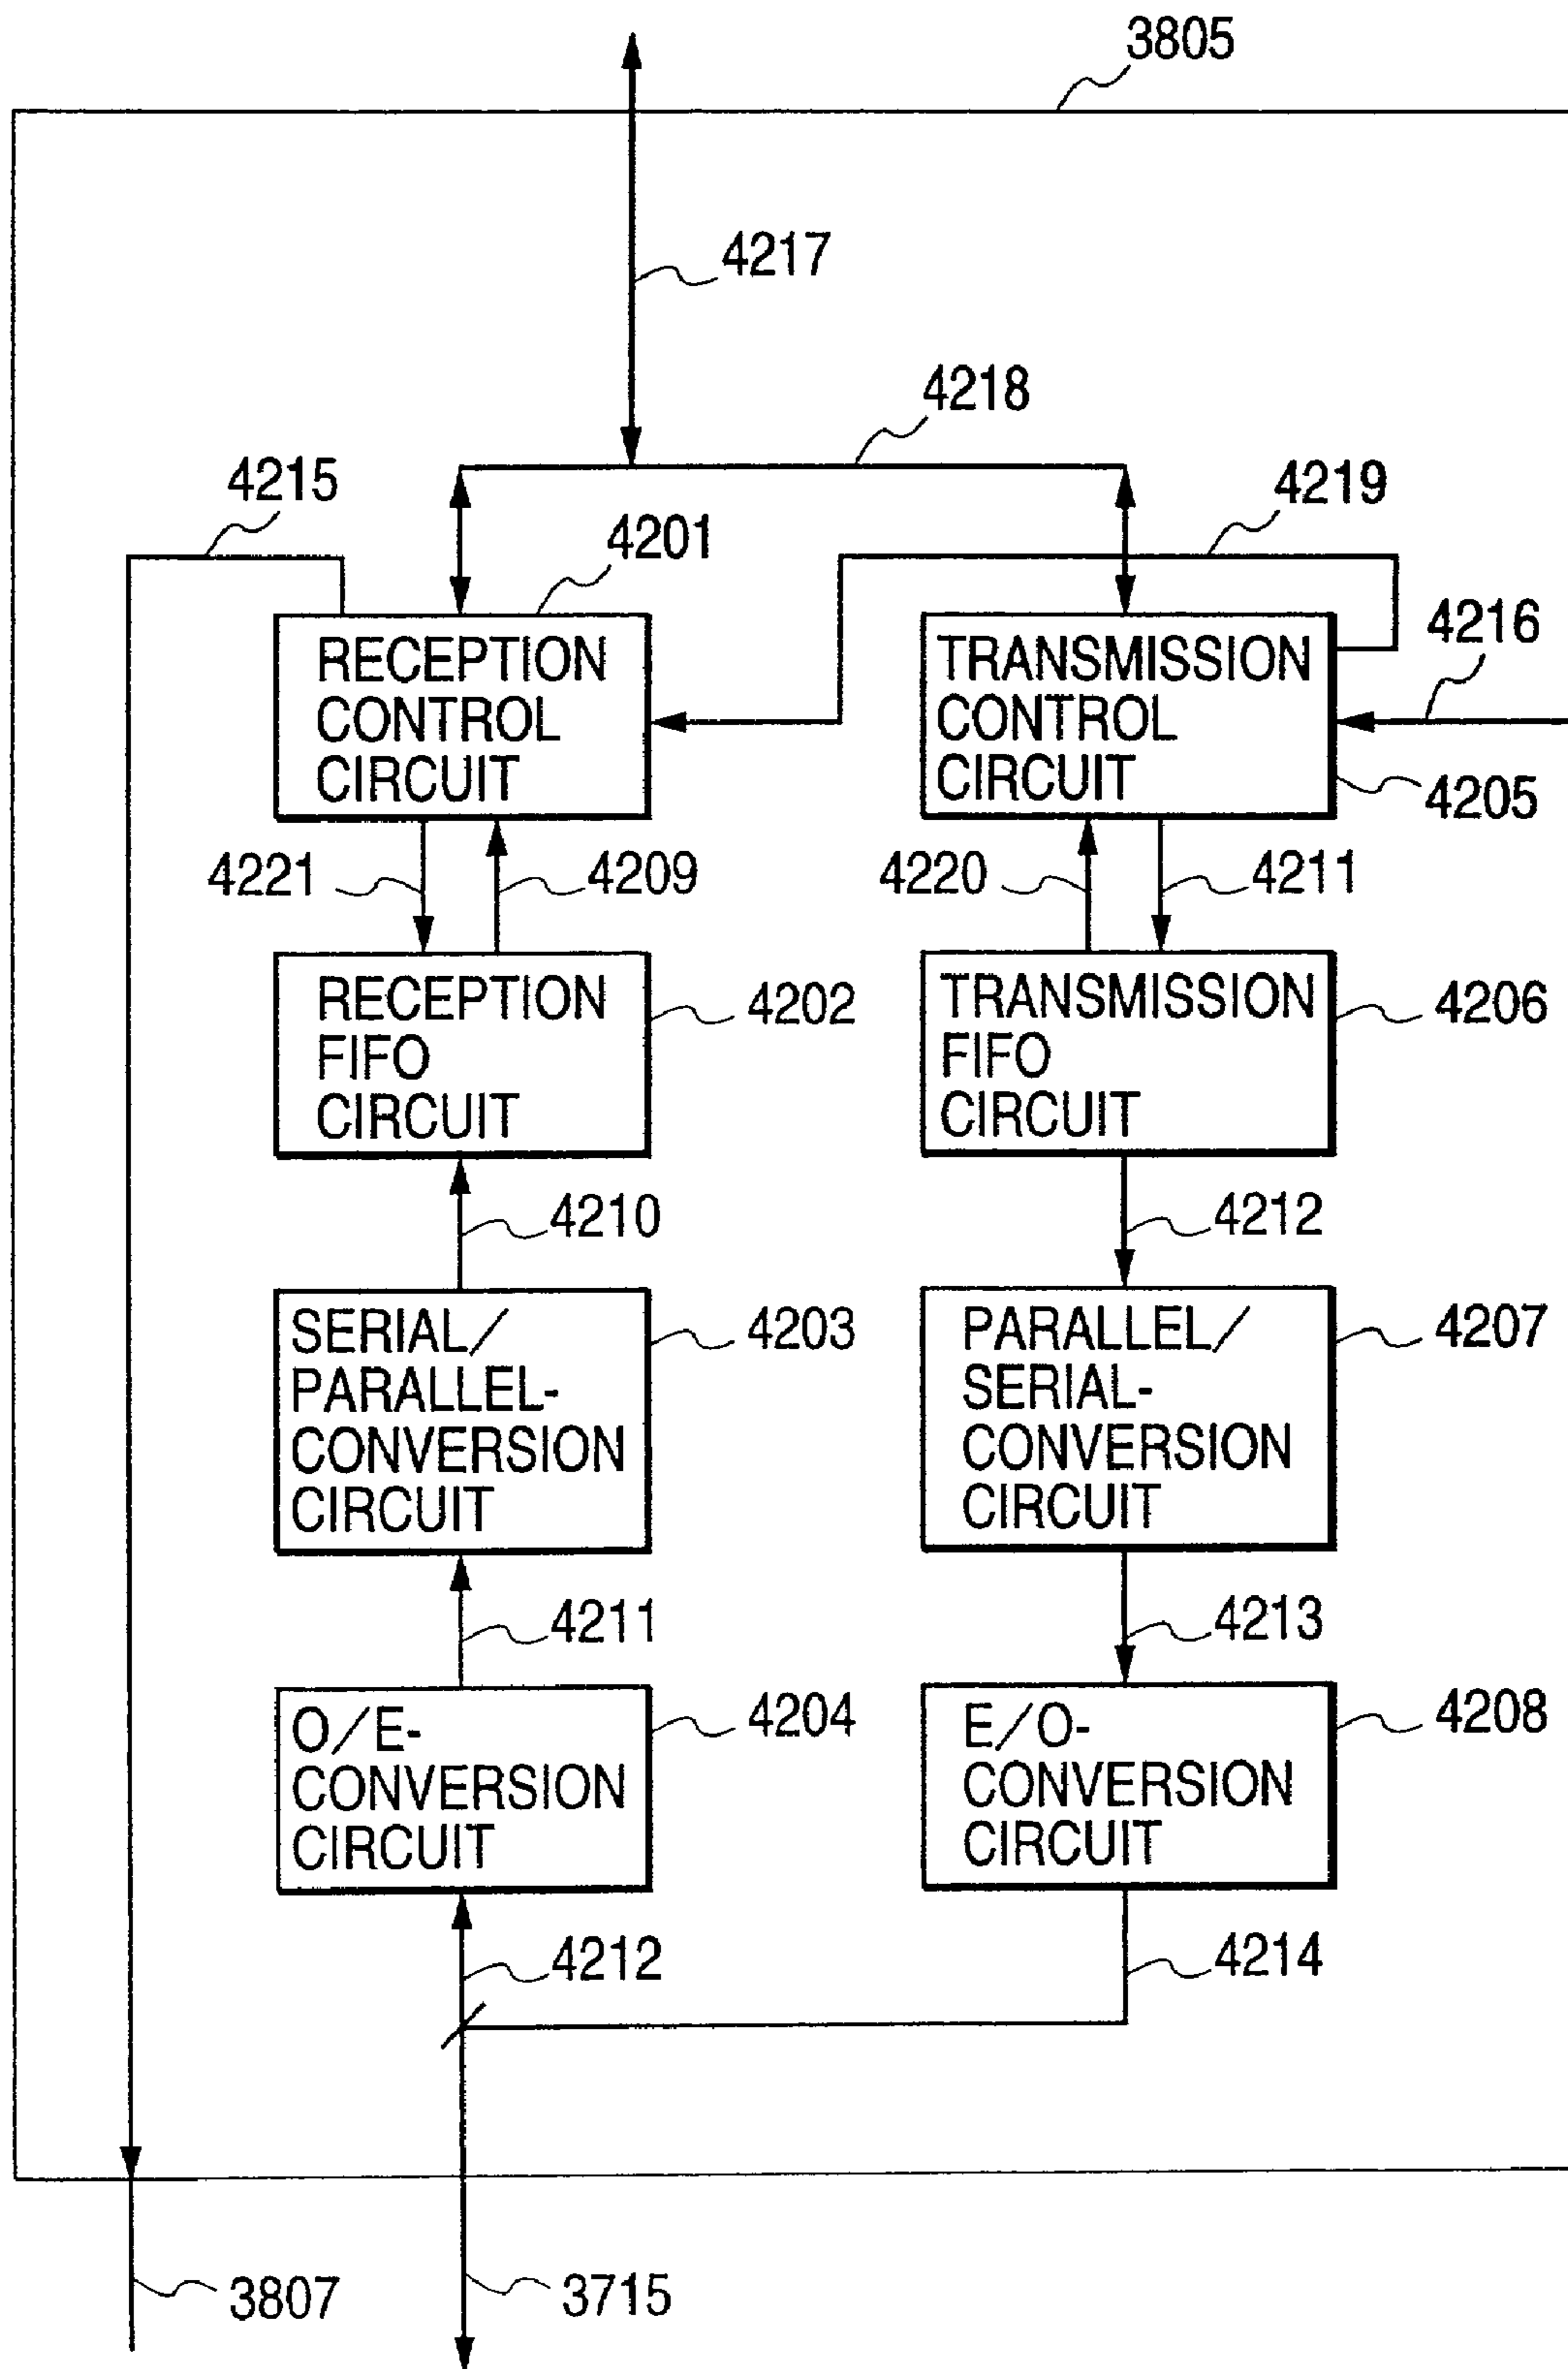 3805
4217
4218
4215
4219
4201
4216
RECEPTION
CONTROL
CIRCUIT
TRANSMISSION
CONTROL
CIRCUIT
4205
4221
4209
4220
4211
RECEPTION
FIFO
CIRCUIT
4202
TRANSMISSION
FIFO
CIRCUIT
4206
4210
4212
SERIAL/
PARALLEL-
CONVERSION
CIRCUIT
4203
PARALLEL/
SERIAL-
CONVERSION
CIRCUIT
4207
4211
4213
O/E-
CONVERSION
CIRCUIT
4204
E/O-
CONVERSION
CIRCUIT
4208
4212
4214
3807
3715